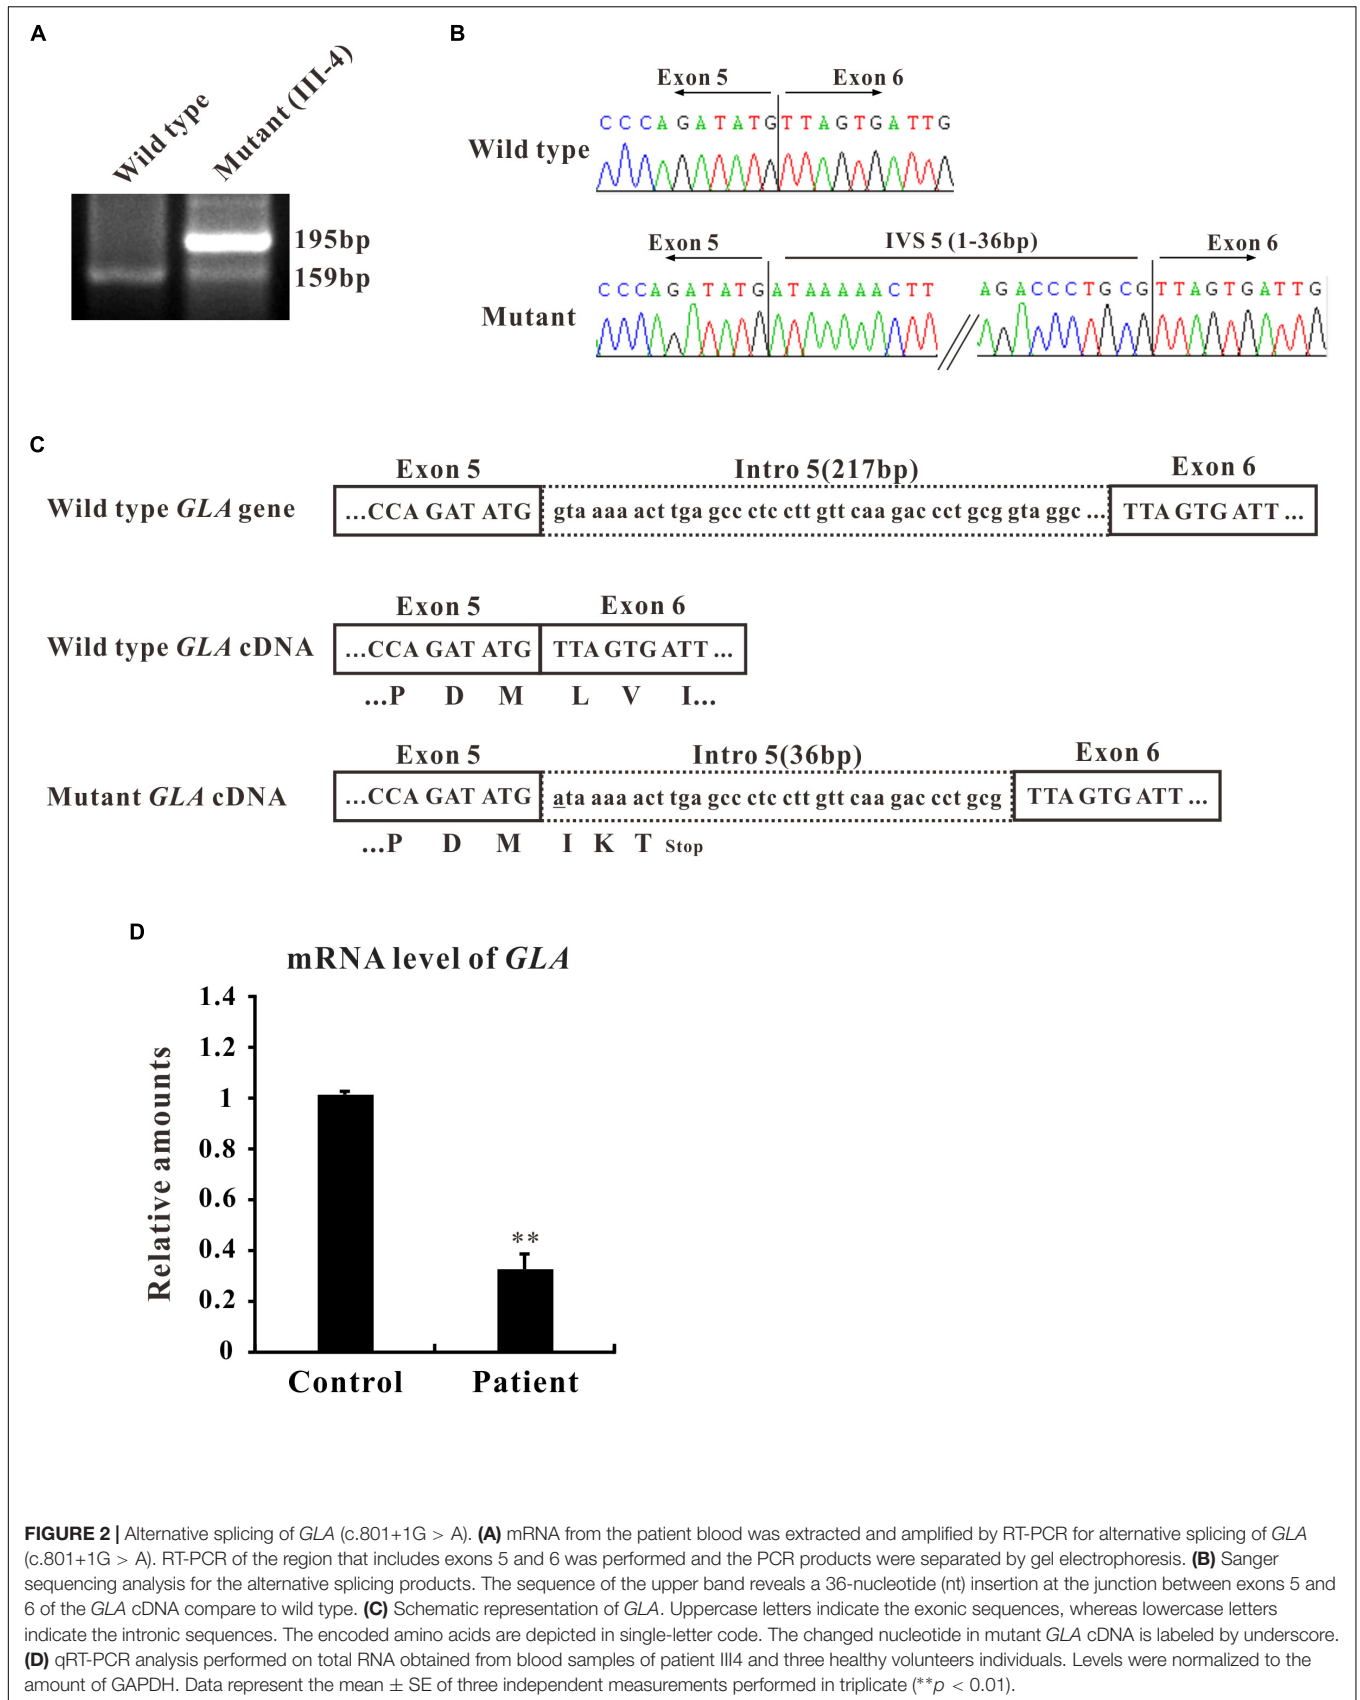 A
Wild type
Mutant (III-4)
195bp
159bp
B
Exon 5
Exon 6
C C C A G A T A T G T T A G T G A T T G
Wild type
Exon 5
IVS 5 (1-36bp)
Exon 6
C C C A G A T A T G A T A A A A A C T T
A G A C C C T G C G T T A G T G A T T G
Mutant
C
Exon 5
Intro 5(217bp)
Exon 6
Wild type GLA gene
...CCA GAT ATG
gta aaa act tga gcc ctc ctt gtt caa gac cct gcg gta ggc ...
TTA GTG ATT ...
Exon 5
Exon 6
Wild type GLA cDNA
...CCA GAT ATG
TTA GTG ATT ...
...P D M L V I...
Exon 5
Intro 5(36bp)
Exon 6
Mutant GLA cDNA
...CCA GAT ATG
ata aaa act tga gcc ctc ctt gtt caa gac cct gcg
TTA GTG ATT ...
...P D M I K T Stop
D
mRNA level of GLA
Relative amounts
1.4
1.2
1
0.8
0.6
0.4
0.2
0
**
Control
Patient
FIGURE 2 | Alternative splicing of GLA (c.801+1G > A). (A) mRNA from the patient blood was extracted and amplified by RT-PCR for alternative splicing of GLA
(c.801+1G > A). RT-PCR of the region that includes exons 5 and 6 was performed and the PCR products were separated by gel electrophoresis. (B) Sanger
sequencing analysis for the alternative splicing products. The sequence of the upper band reveals a 36-nucleotide (nt) insertion at the junction between exons 5 and
6 of the GLA cDNA compare to wild type. (C) Schematic representation of GLA. Uppercase letters indicate the exonic sequences, whereas lowercase letters
indicate the intronic sequences. The encoded amino acids are depicted in single-letter code. The changed nucleotide in mutant GLA cDNA is labeled by underscore.
(D) qRT-PCR analysis performed on total RNA obtained from blood samples of patient III4 and three healthy volunteers individuals. Levels were normalized to the
amount of GAPDH. Data represent the mean ± SE of three independent measurements performed in triplicate (**p < 0.01).